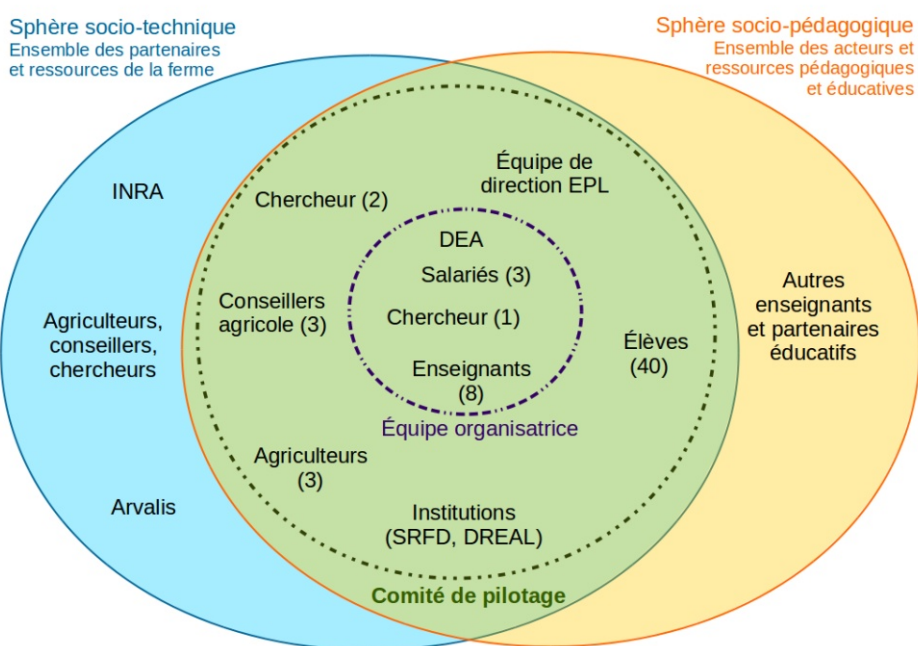 Sphère socio-technique
Ensemble des partenaires
et ressources de la ferme
Sphère socio-pédagogique
Ensemble des acteurs et
ressources pédagogiques
et éducatives
INRA
Agriculteurs,
conseillers,
chercheurs
Arvalis
Chercheur (2)
Équipe de
direction EPL
Conseillers
agricole (3)
DEA
Salariés (3)
Chercheur (1)
Enseignants
(8)
Équipe organisatrice
Élèves
(40)
Agriculteurs
(3)
Institutions
(SRFD, DREAL)
Comité de pilotage
Autres
enseignants
et partenaires
éducatifs